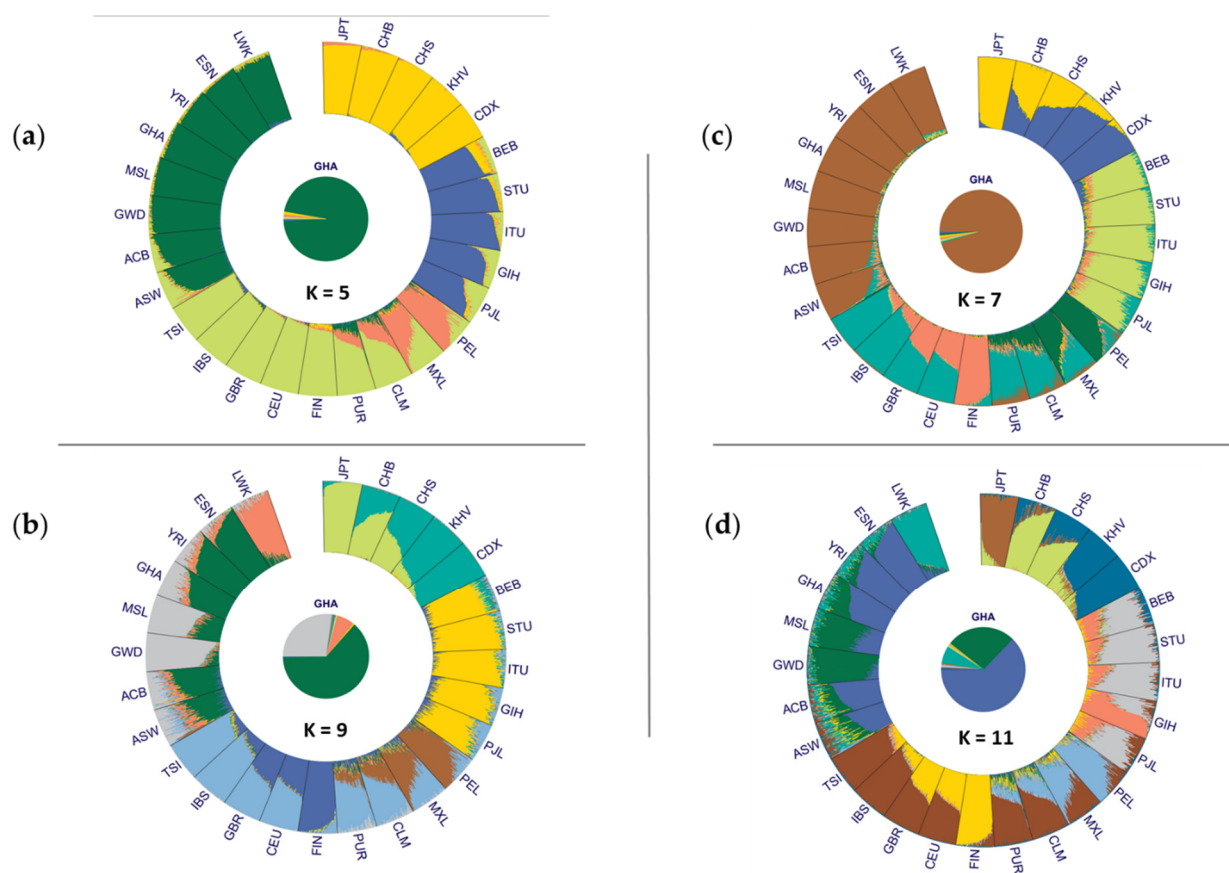 (a)
JPT
CHB
CHS
KHV
CDX
BEB
STU
ITU
GIH
PJL
PEL
MXL
CLM
PUR
FIN
CEU
GBR
IBS
TSI
ASW
ACB
GWD
MSL
GHA
YRI
ESN
LWK
GHA
K = 5
(c)
JPT
CHB
CHS
KHV
CDX
BEB
STU
ITU
GIH
PJL
PEL
MXL
CLM
PUR
FIN
CEU
GBR
IBS
TSI
ASW
ACB
GWD
MSL
GHA
YRI
ESN
LWK
GHA
K = 7
(b)
JPT
CHB
CHS
KHV
CDX
BEB
STU
ITU
GIH
PJL
PEL
MXL
CLM
PUR
FIN
CEU
GBR
IBS
TSI
ASW
ACB
GWD
MSL
GHA
YRI
ESN
LWK
GHA
K = 9
(d)
JPT
CHB
CHS
KHV
CDX
BEB
STU
ITU
GIH
PJL
PEL
MXL
CLM
PUR
FIN
CEU
GBR
IBS
TSI
ASW
ACB
GWD
MSL
GHA
YRI
ESN
LWK
GHA
K = 11